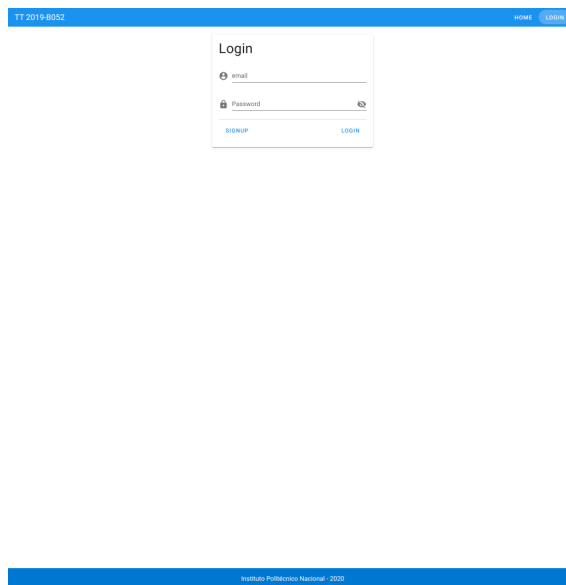 TT 2019-B052
HOME LOGIN
Login
email
Password
SIGNUP LOGIN
Instituto Politécnico Nacional - 2020